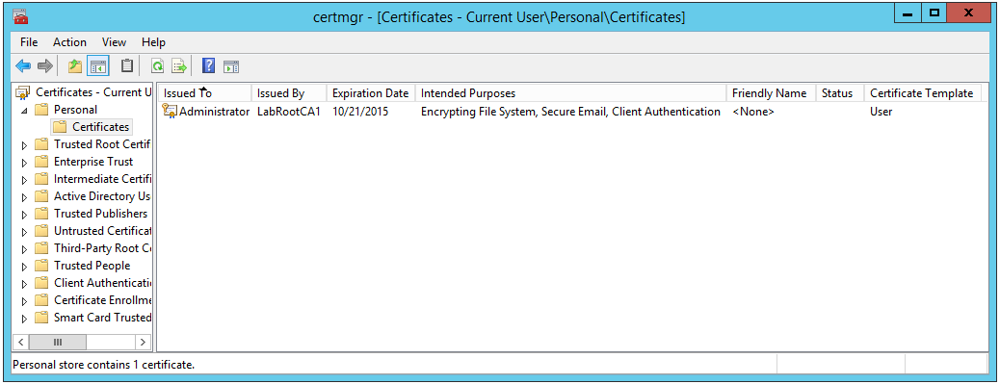 certmgr - [Certificates - Current User\Personal\Certificates]
File Action View Help
Certificates - Current U
Personal
Certificates
Trusted Root Certif
Enterprise Trust
Intermediate Certifi
Active Directory Us
Trusted Publishers
Untrusted Certificat
Third-Party Root Ce
Trusted People
Client Authenticatio
Certificate Enrollme
Smart Card Trusted
Issued To Issued By Expiration Date Intended Purposes Friendly Name Status Certificate Template
Administrator LabRootCA1 10/21/2015 Encrypting File System, Secure Email, Client Authentication <None> User
Personal store contains 1 certificate.